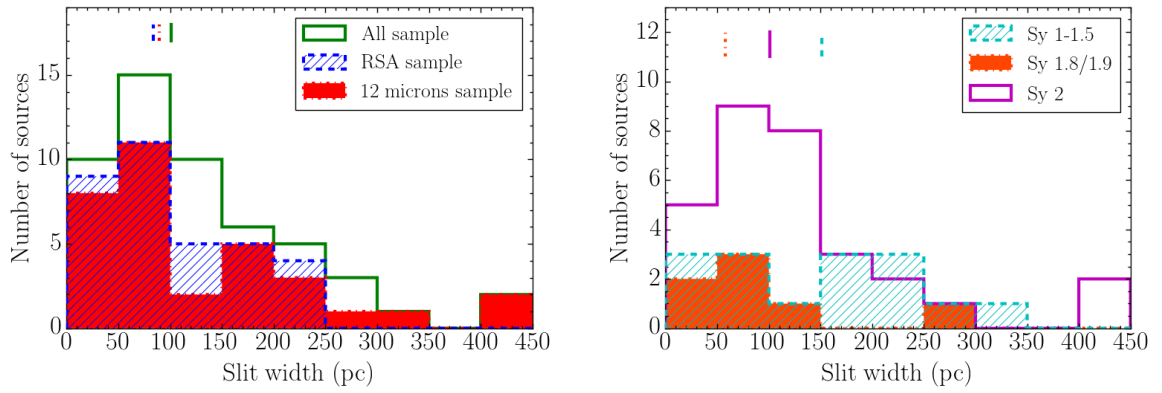 All sample
RSA sample
12 microns sample
Number of sources
0
5
10
15
0 50 100 150 200 250 300 350 400 450
Slit width (pc)
Sy 1-1.5
Sy 1.8/1.9
Sy 2
Number of sources
0
2
4
6
8
10
12
0 50 100 150 200 250 300 350 400 450
Slit width (pc)